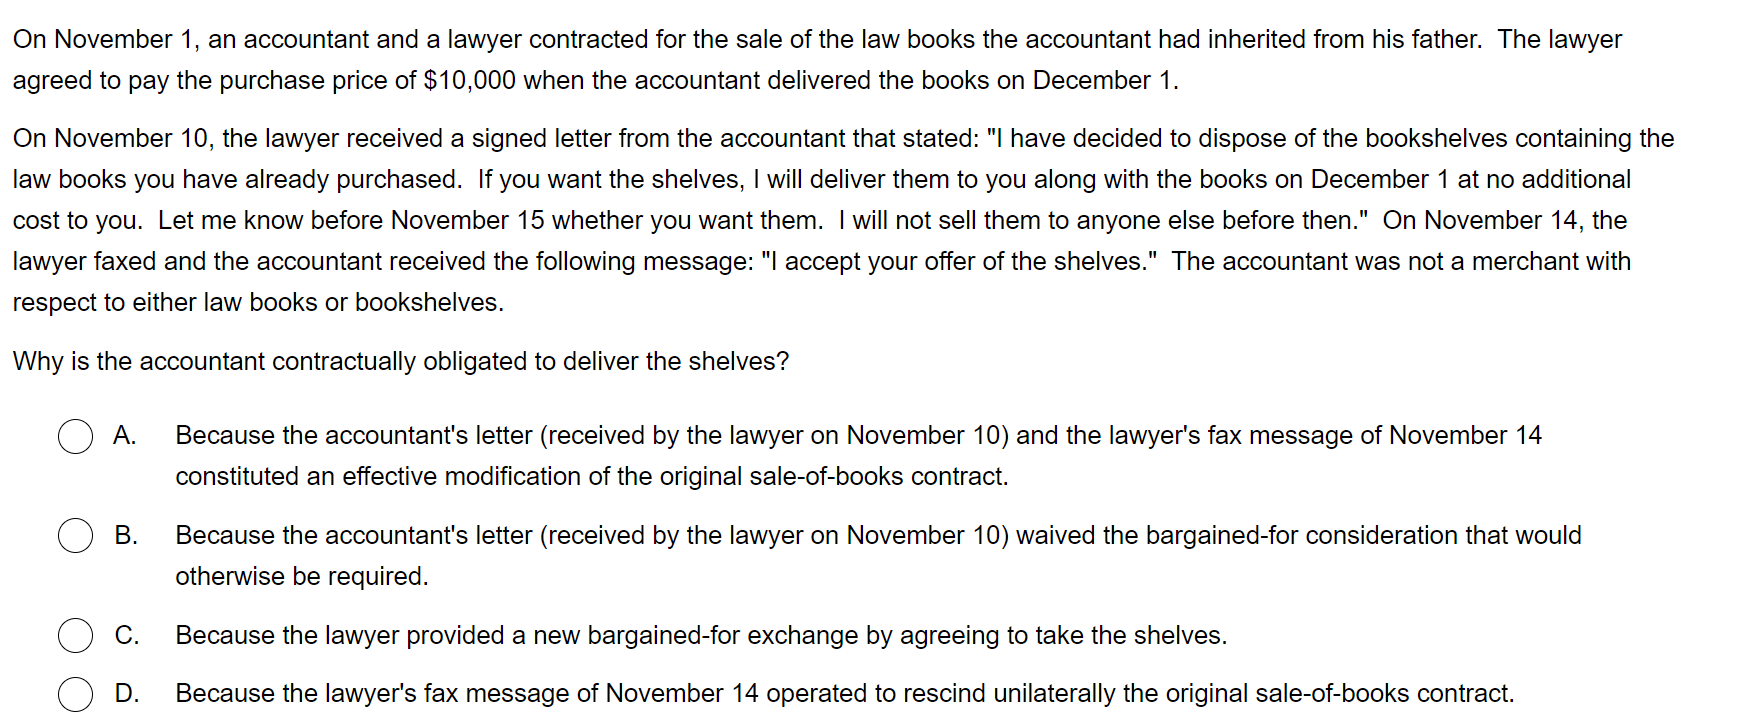 On November 1, an accountant and a lawyer contracted for the sale of the law books the accountant had inherited from his father.  The lawyer
agreed to pay the purchase price of $10,000 when the accountant delivered the books on December 1.
On November 10, the lawyer received a signed letter from the accountant that stated: "I have decided to dispose of the bookshelves containing the
law books you have already purchased.  If you want the shelves, I will deliver them to you along with the books on December 1 at no additional
cost to you.  Let me know before November 15 whether you want them.  I will not sell them to anyone else before then."  On November 14, the
lawyer faxed and the accountant received the following message: "I accept your offer of the shelves."  The accountant was not a merchant with
respect to either law books or bookshelves.
Why is the accountant contractually obligated to deliver the shelves?
A. Because the accountant's letter (received by the lawyer on November 10) and the lawyer's fax message of November 14
constituted an effective modification of the original sale-of-books contract.
B. Because the accountant's letter (received by the lawyer on November 10) waived the bargained-for consideration that would
otherwise be required.
C. Because the lawyer provided a new bargained-for exchange by agreeing to take the shelves.
D. Because the lawyer's fax message of November 14 operated to rescind unilaterally the original sale-of-books contract.